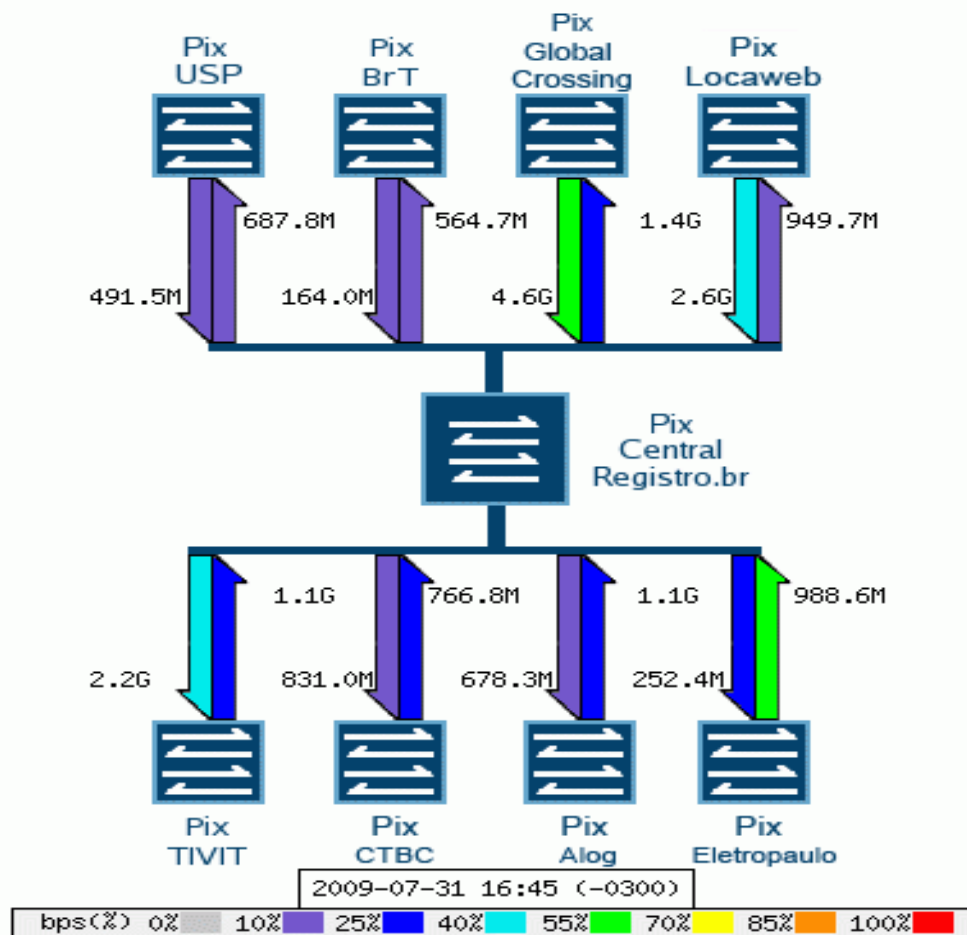 Pix
USP
Pix
BrT
Pix
Global
Crossing
Pix
Locaweb
687.8M
564.7M
1.4G
949.7M
491.5M
164.0M
4.6G
2.6G
Pix
Central
Registro.br
1.1G
766.8M
1.1G
988.6M
2.2G
831.0M
678.3M
252.4M
Pix
TIVIT
Pix
CTBC
Pix
Alog
Pix
Eletropaulo
2009-07-31 16:45 (-0300)
bps(%) 0% 10% 25% 40% 55% 70% 85% 100%